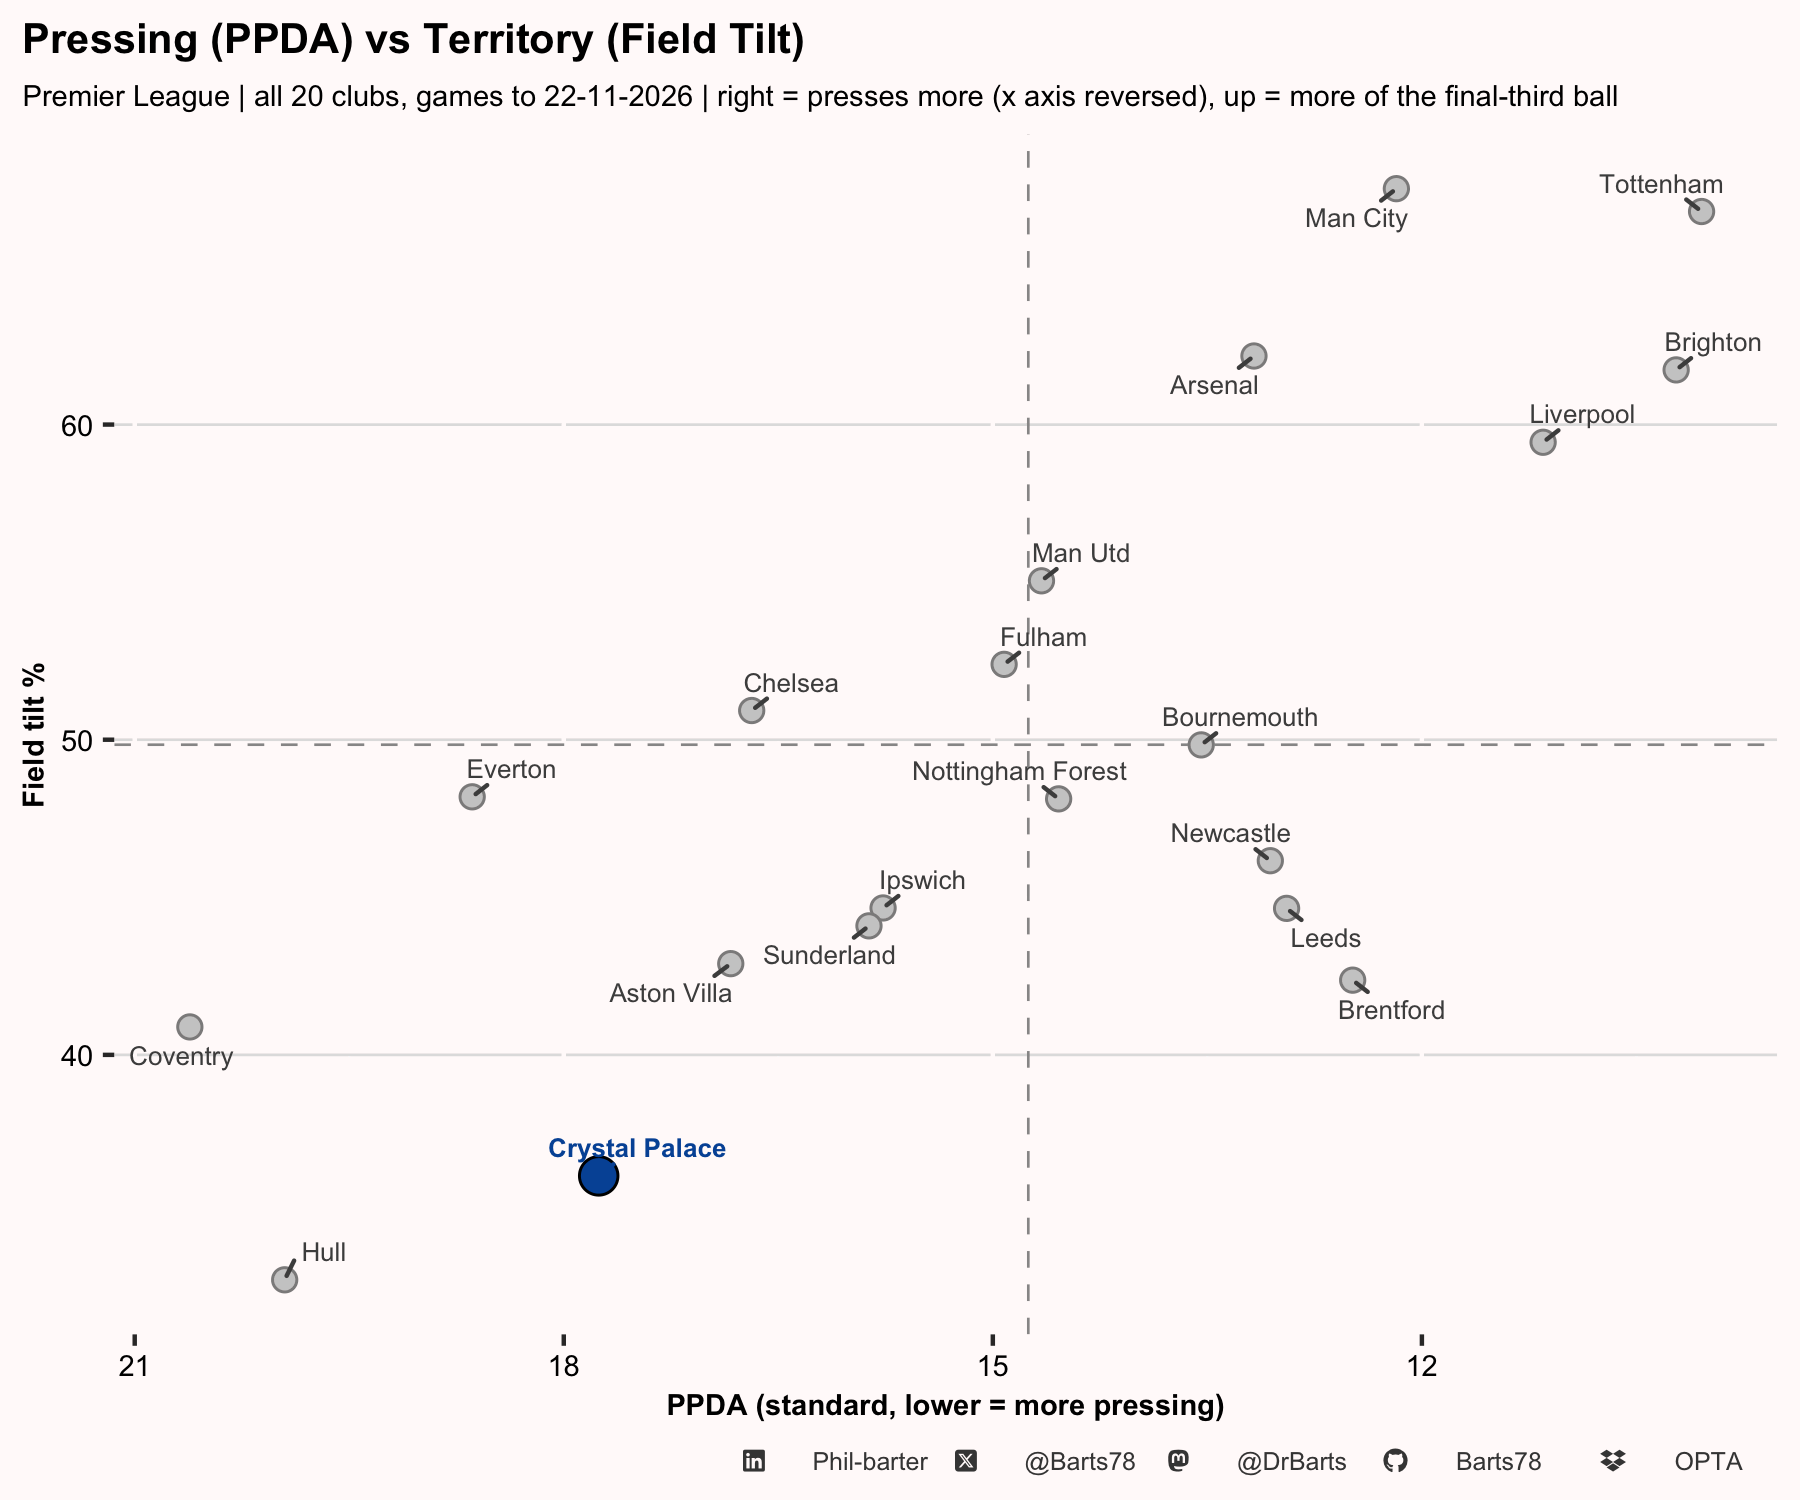 Pressing (PPDA) vs Territory (Field Tilt)
Premier League | all 20 clubs, games to 22-11-2026 | right = presses more (x axis reversed), up = more of the final-third ball
Tottenham
Man City
Brighton
Arsenal
Liverpool
60
Man Utd
Fulham
Chelsea
Bournemouth
50
Field tilt %
Everton
Nottingham Forest
Newcastle
Ipswich
Leeds
Sunderland
Aston Villa
Brentford
Coventry
40
Crystal Palace
Hull
21 18 15 12
PPDA (standard, lower = more pressing)
Phil-barter @Barts78 @DrBarts Barts78 OPTA